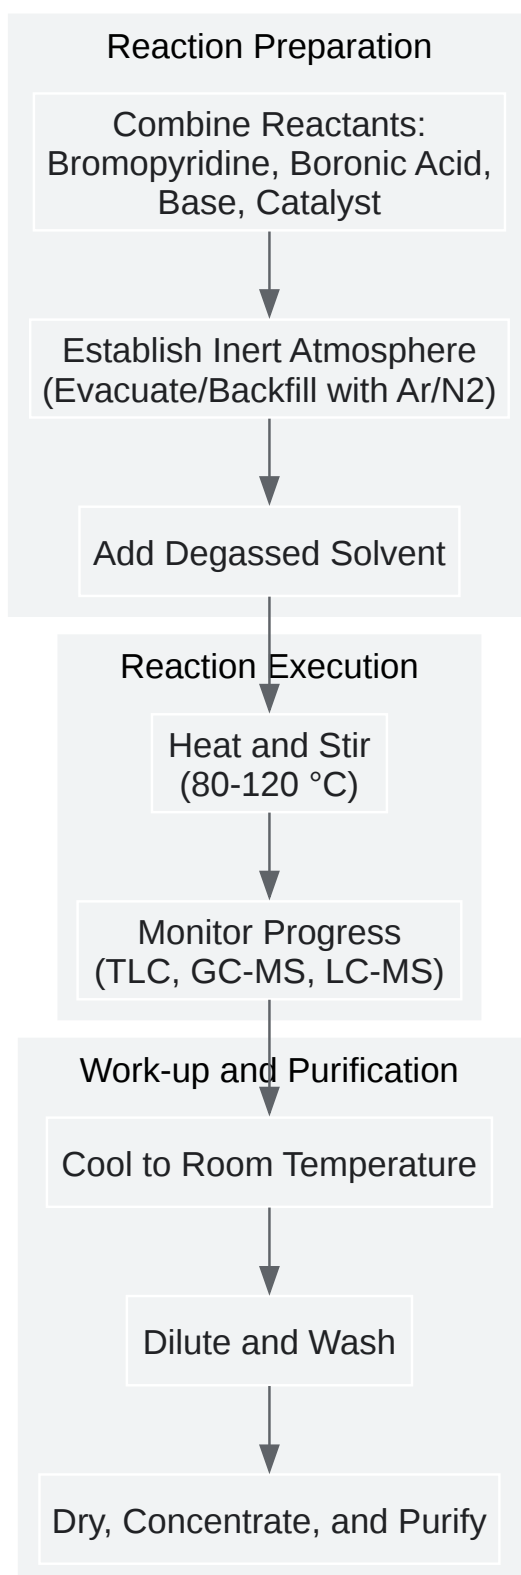 Reaction Preparation
Combine Reactants:
Bromopyridine, Boronic Acid,
Base, Catalyst
Establish Inert Atmosphere
(Evacuate/Backfill with Ar/N2)
Add Degassed Solvent
Reaction Execution
Heat and Stir
(80-120 °C)
Monitor Progress
(TLC, GC-MS, LC-MS)
Work-up and Purification
Cool to Room Temperature
Dilute and Wash
Dry, Concentrate, and Purify